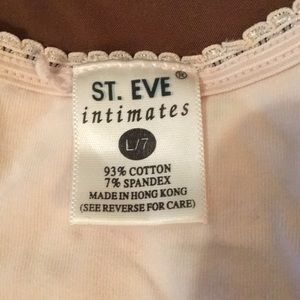 ST. EVE®
intimates
L/7
93% COTTON
7% SPANDEX
MADE IN HONG KONG
(SEE REVERSE FOR CARE)